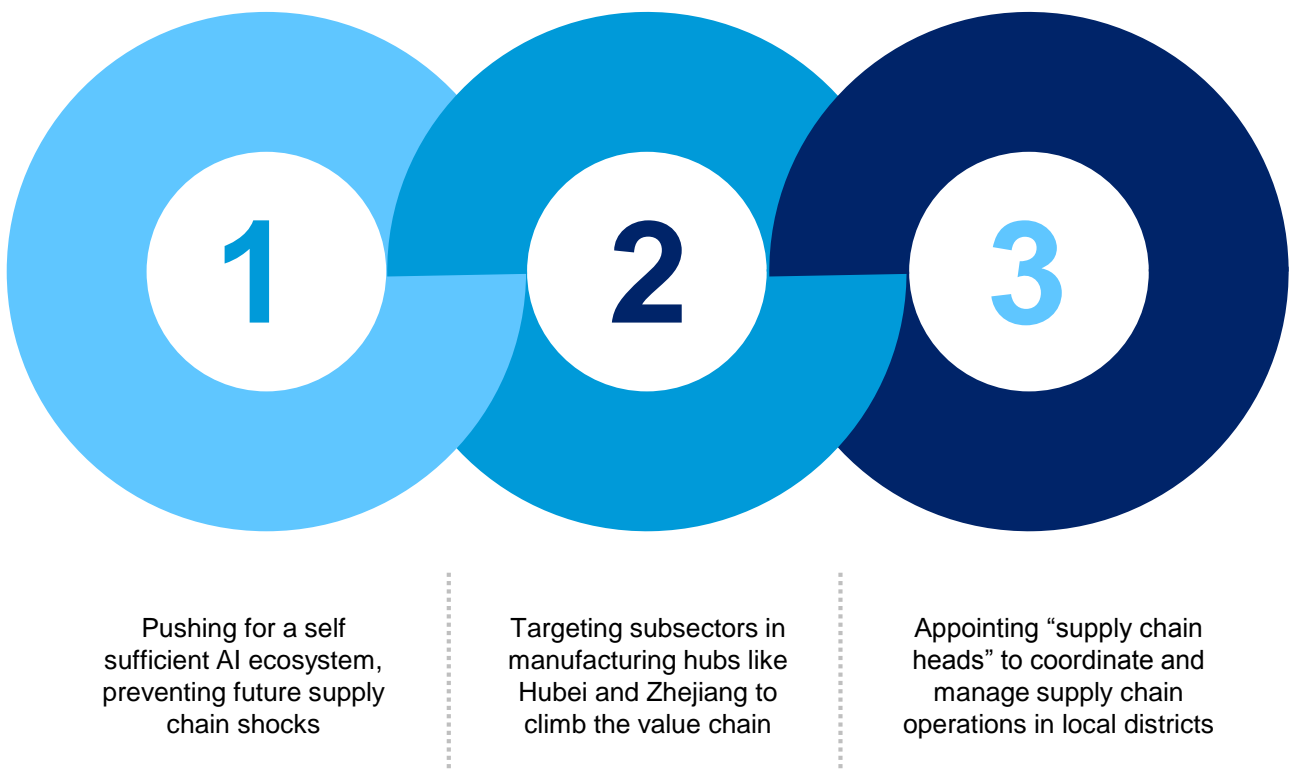 1
2
3
Pushing for a self
sufficient AI ecosystem,
preventing future supply
chain shocks
Targeting subsectors in
manufacturing hubs like
Hubei and Zhejiang to
climb the value chain
Appointing “supply chain
heads” to coordinate and
manage supply chain
operations in local districts